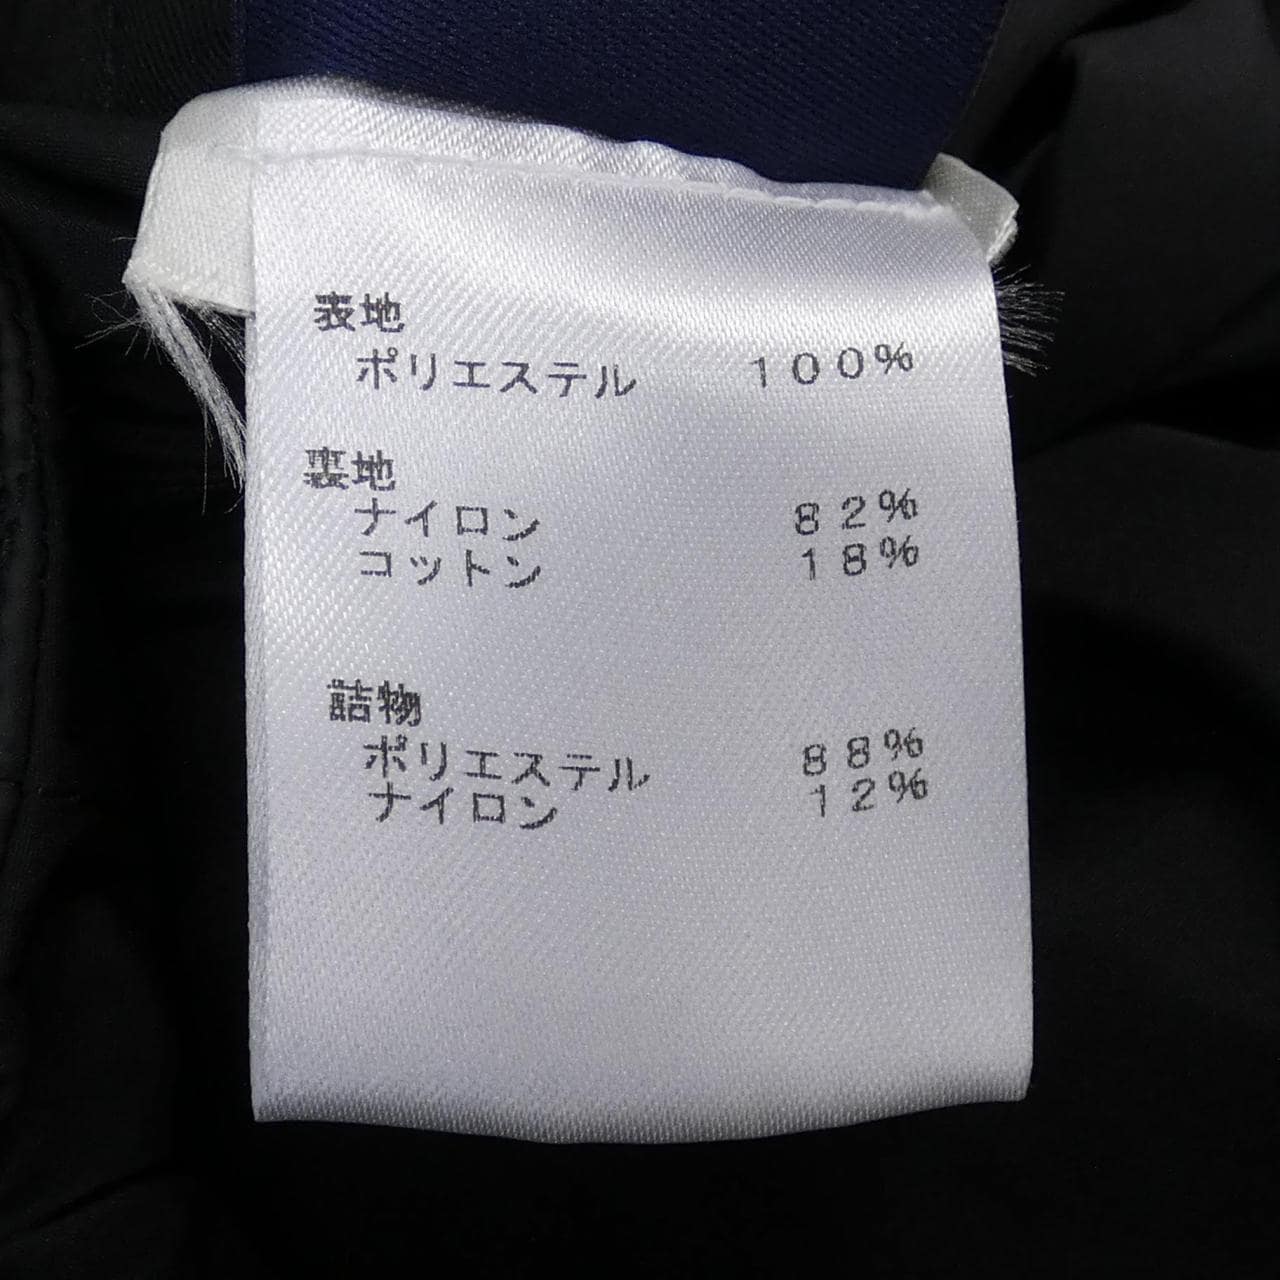 表地
ポリエステル 100%
裏地
ナイロン 82%
コットン 18%
詰物
ポリエステル 88%
ナイロン 12%